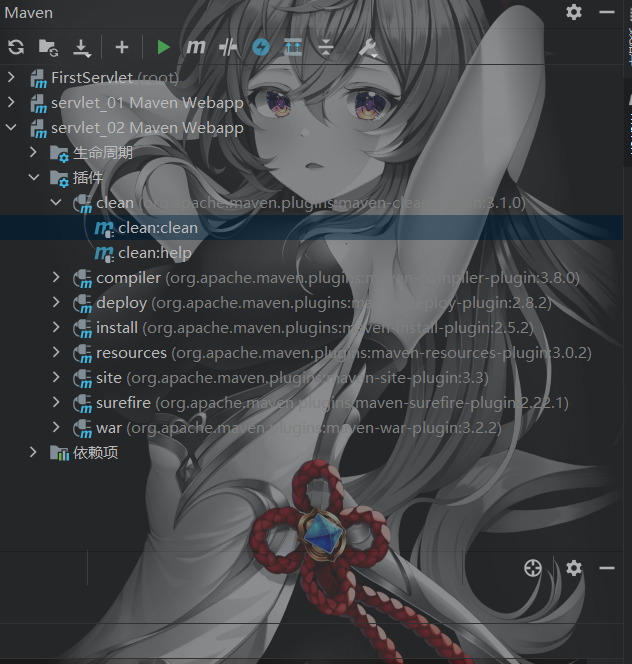 Maven
FirstServlet (root)
servlet_01 Maven Webapp
servlet_02 Maven Webapp
生命周期
插件
clean (org.apache.maven.plugins:maven-clean-plugin:3.1.0)
clean:clean
clean:help
compiler (org.apache.maven.plugins:maven-compiler-plugin:3.8.0)
deploy (org.apache.maven.plugins:maven-deploy-plugin:2.8.2)
install (org.apache.maven.plugins:maven-install-plugin:2.5.2)
resources (org.apache.maven.plugins:maven-resources-plugin:3.0.2)
site (org.apache.maven.plugins:maven-site-plugin:3.3)
surefire (org.apache.maven.plugins:maven-surefire-plugin:2.22.1)
war (org.apache.maven.plugins:maven-war-plugin:3.2.2)
依赖项